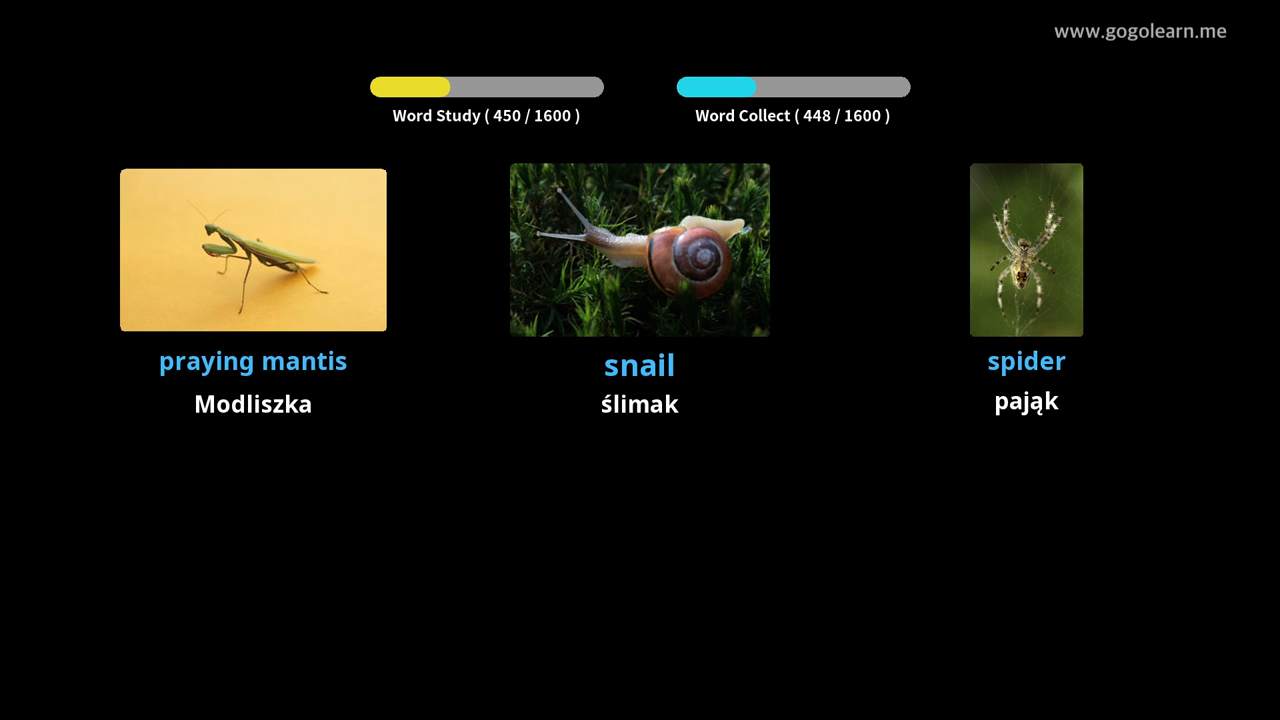 www.gogolearn.me
Word Study ( 450 / 1600 )
Word Collect ( 448 / 1600 )
praying mantis
Modliszka
snail
ślimak
spider
pająk